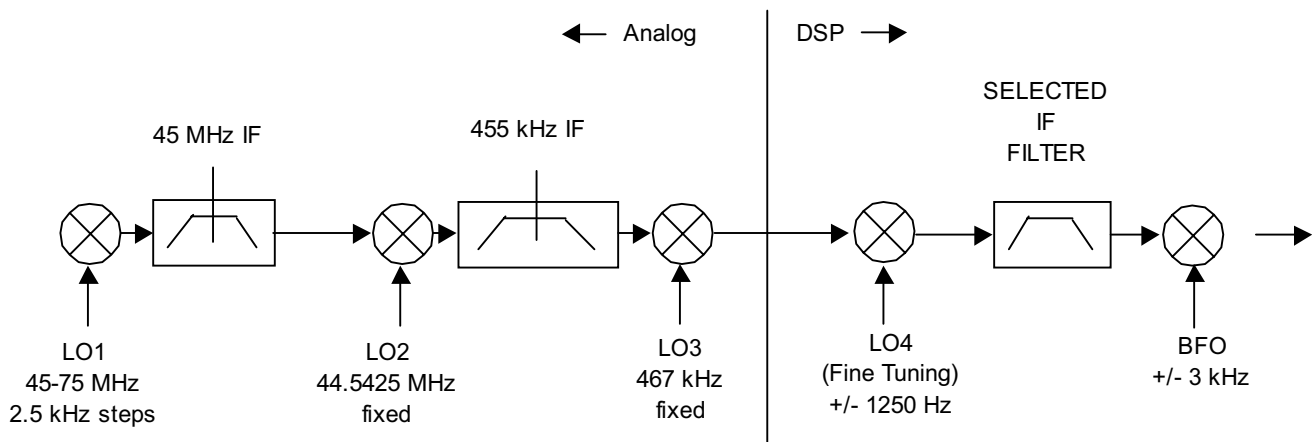 Analog
DSP
SELECTED
IF
FILTER
45 MHz IF
455 kHz IF
LO1
45-75 MHz
2.5 kHz steps
LO2
44.5425 MHz
fixed
LO3
467 kHz
fixed
LO4
(Fine Tuning)
+/- 1250 Hz
BFO
+/- 3 kHz